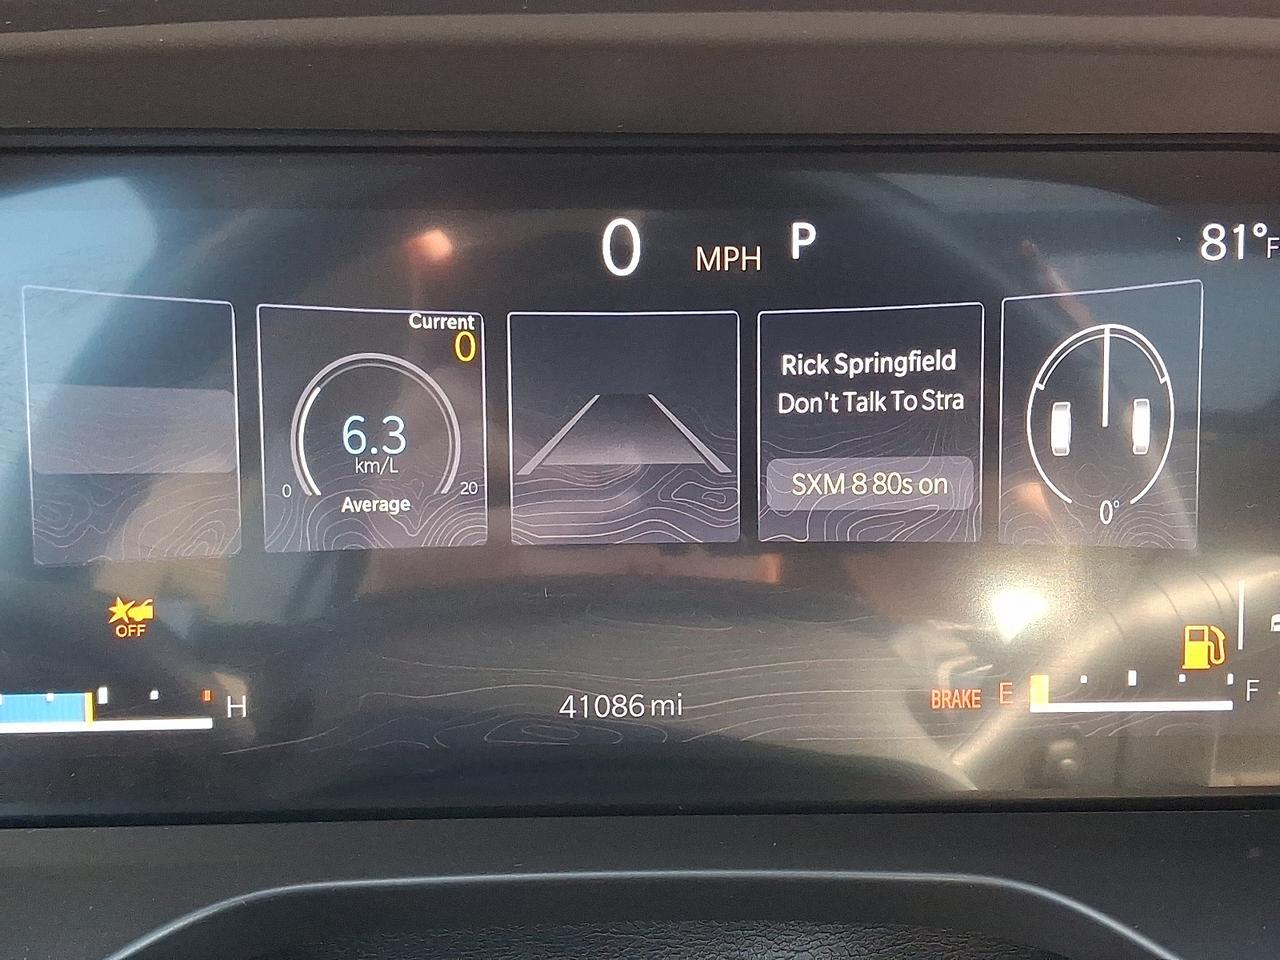 0 MPH P 81°F
Current
0
6.3
km/L
0 20
Average
Rick Springfield
Don't Talk To Stra
SXM 8 80s on
0°
OFF
H
41086 mi
BRAKE E F